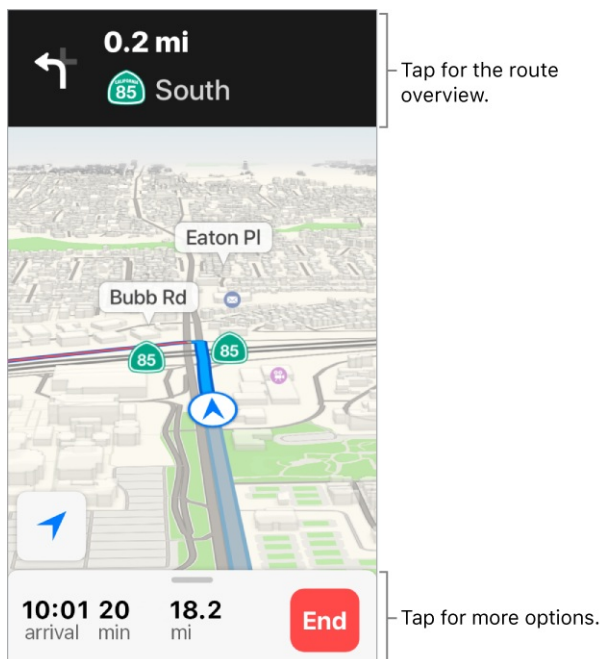 0.2 mi
CALIFORNIA
85
South
Tap for the route
overview.
Eaton Pl
Bubb Rd
85
85
10:01 20 18.2
arrival min mi
End
Tap for more options.